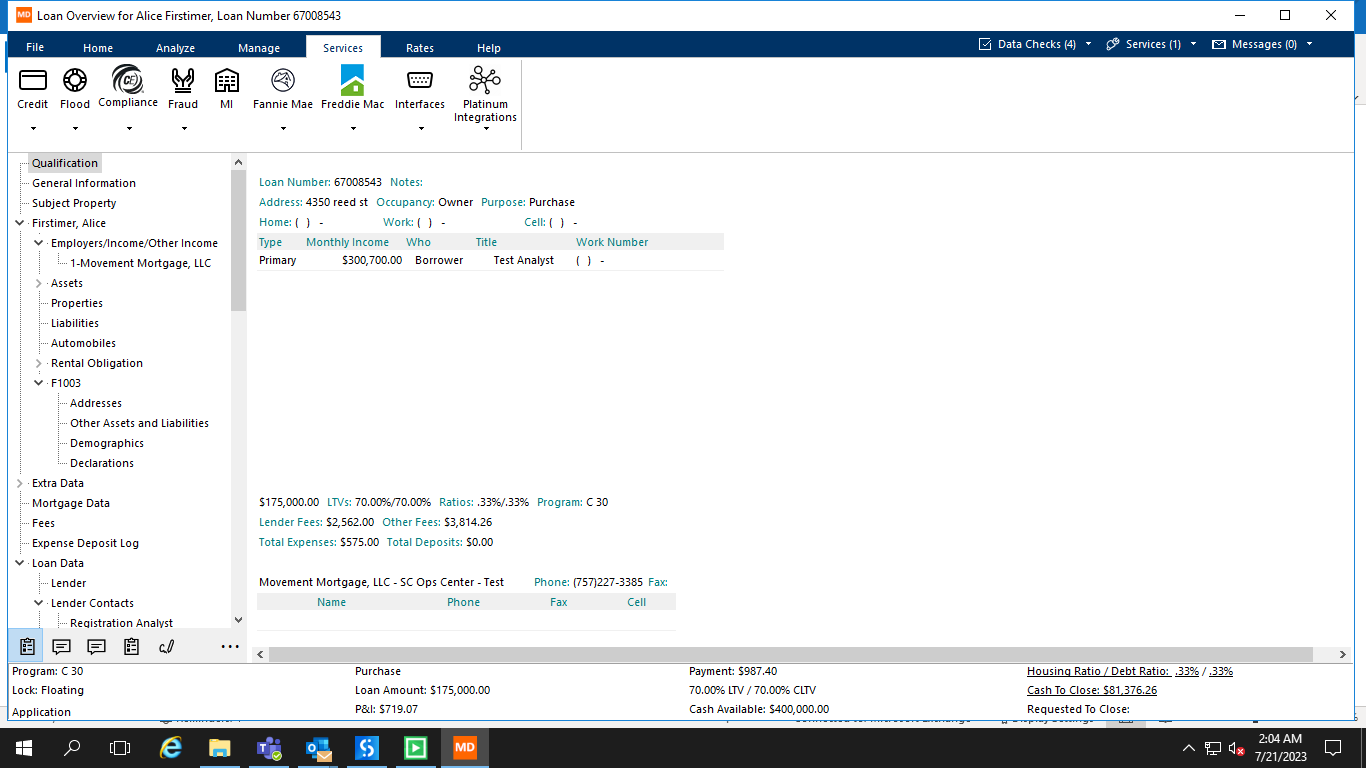 MD Loan Overview for Alice Firstimer, Loan Number 67008543
File Home Analyze Manage Services Rates Help Data Checks (4) Services (1) Messages (0)
Credit Flood Compliance Fraud MI Fannie Mae Freddie Mac Interfaces Platinum Integrations
Qualification
General Information
Subject Property
Firstimer, Alice
Employers/Income/Other Income
1-Movement Mortgage, LLC
Assets
Properties
Liabilities
Automobiles
Rental Obligation
F1003
Addresses
Other Assets and Liabilities
Demographics
Declarations
Extra Data
Mortgage Data
Fees
Expense Deposit Log
Loan Data
Lender
Lender Contacts
Registration Analyst
Loan Number: 67008543 Notes:
Address: 4350 reed st Occupancy: Owner Purpose: Purchase
Home: ( ) - Work: ( ) - Cell: ( ) -
Type Monthly Income Who Title Work Number
Primary $300,700.00 Borrower Test Analyst ( ) -
$175,000.00 LTVs: 70.00%/70.00% Ratios: .33%/.33% Program: C 30
Lender Fees: $2,562.00 Other Fees: $3,814.26
Total Expenses: $575.00 Total Deposits: $0.00
Movement Mortgage, LLC - SC Ops Center - Test Phone: (757)227-3385 Fax:
Name Phone Fax Cell
Program: C 30 Purchase Payment: $987.40 Housing Ratio / Debt Ratio: .33% / .33%
Lock: Floating Loan Amount: $175,000.00 70.00% LTV / 70.00% CLTV Cash To Close: $81,376.26
Application P&I: $719.07 Cash Available: $400,000.00 Requested To Close:
MD 2:04 AM
7/21/2023